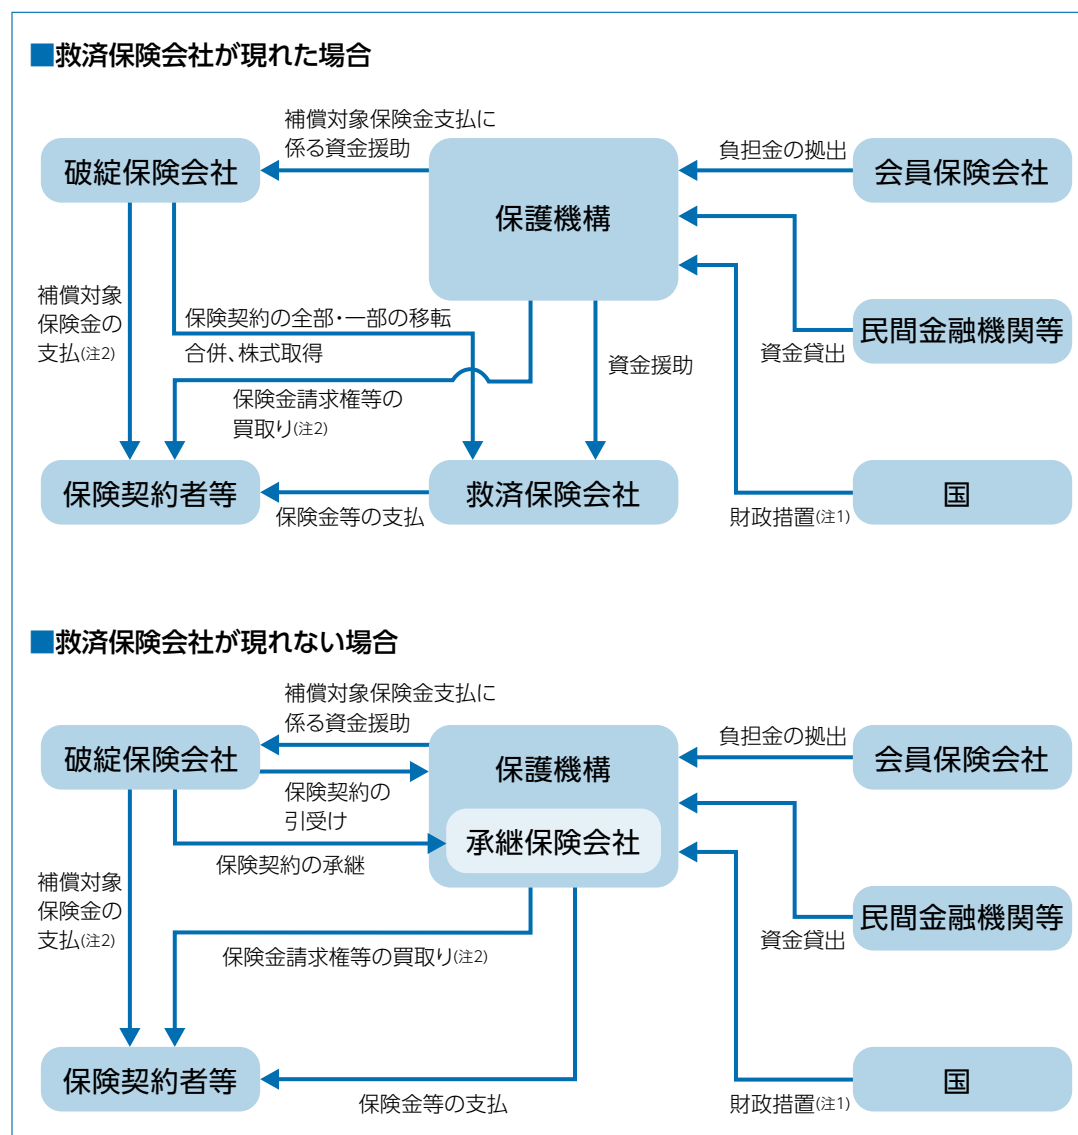 ■救済保険会社が現れた場合
補償対象保険金支払に
係る資金援助
負担金の拠出
破綻保険会社
保護機構
会員保険会社
補償対象
保険金の
支払(注2)
保険契約の全部・一部の移転
合併、株式取得
民間金融機関等
資金貸出
資金援助
保険金請求権等の
買取り(注2)
保険契約者等
救済保険会社
国
保険金等の支払
財政措置(注1)
■救済保険会社が現れない場合
補償対象保険金支払に
係る資金援助
負担金の拠出
破綻保険会社
保護機構
会員保険会社
保険契約の
引受け
承継保険会社
保険契約の承継
補償対象
保険金の
支払(注2)
民間金融機関等
資金貸出
保険金請求権等の買取り(注2)
保険契約者等
国
保険金等の支払
財政措置(注1)